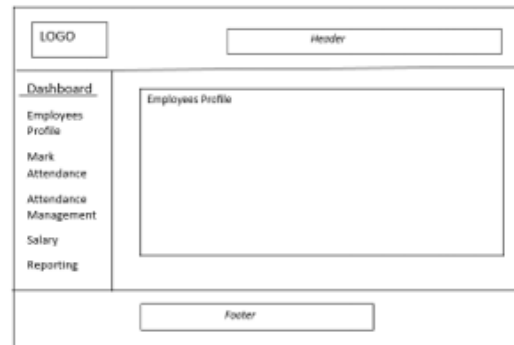 LOGO
Header
Dashboard
Employees
Profile
Mark
Attendance
Attendance
Management
Salary
Reporting
Employees Profile
Footer